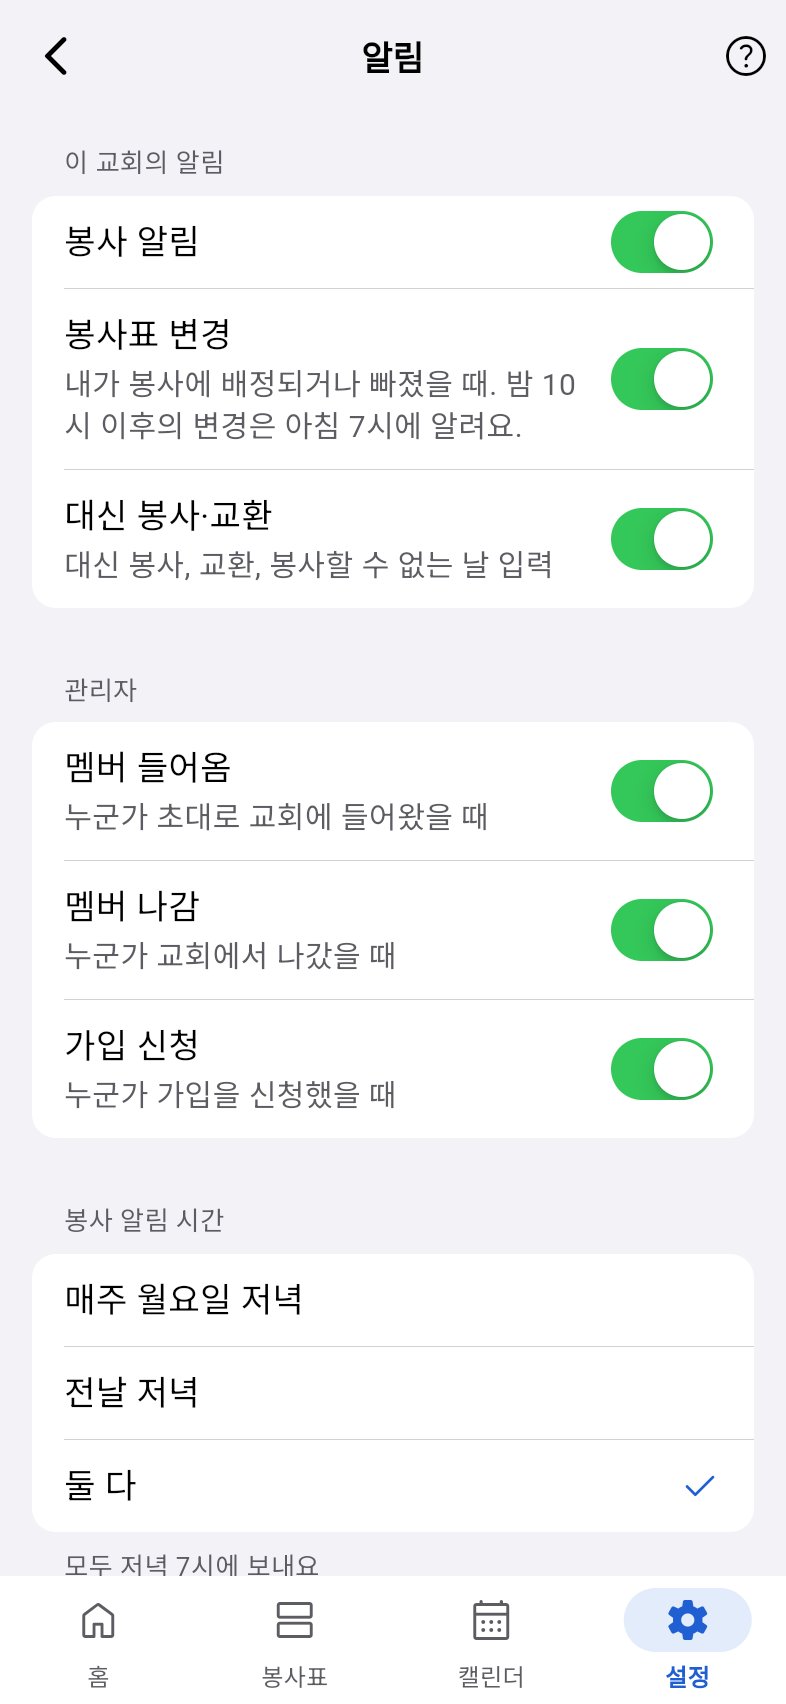 알림
이 교회의 알림
봉사 알림
봉사표 변경
내가 봉사에 배정되거나 빠졌을 때. 밤 10
시 이후의 변경은 아침 7시에 알려요.
대신 봉사·교환
대신 봉사, 교환, 봉사할 수 없는 날 입력
관리자
멤버 들어옴
누군가 초대로 교회에 들어왔을 때
멤버 나감
누군가 교회에서 나갔을 때
가입 신청
누군가 가입을 신청했을 때
봉사 알림 시간
매주 월요일 저녁
전날 저녁
둘 다
모두 저녁 7시에 보내요
홈
봉사표
캘린더
설정